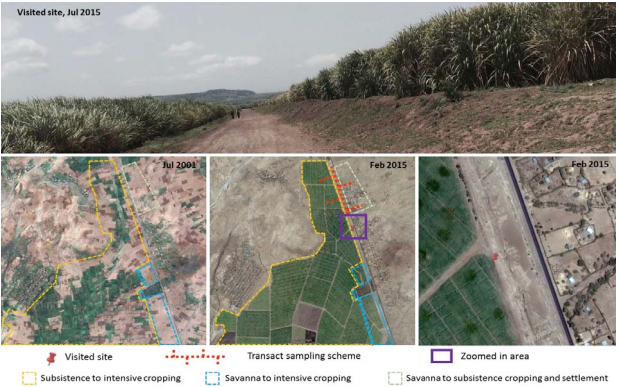 Visited site, Jul 2015
Jul 2001
Feb 2015
Feb 2015
Visited site
Transect sampling scheme
Zoomed in area
Subsistence to intensive cropping
Savanna to intensive cropping
Savanna to subsistence cropping and settlement